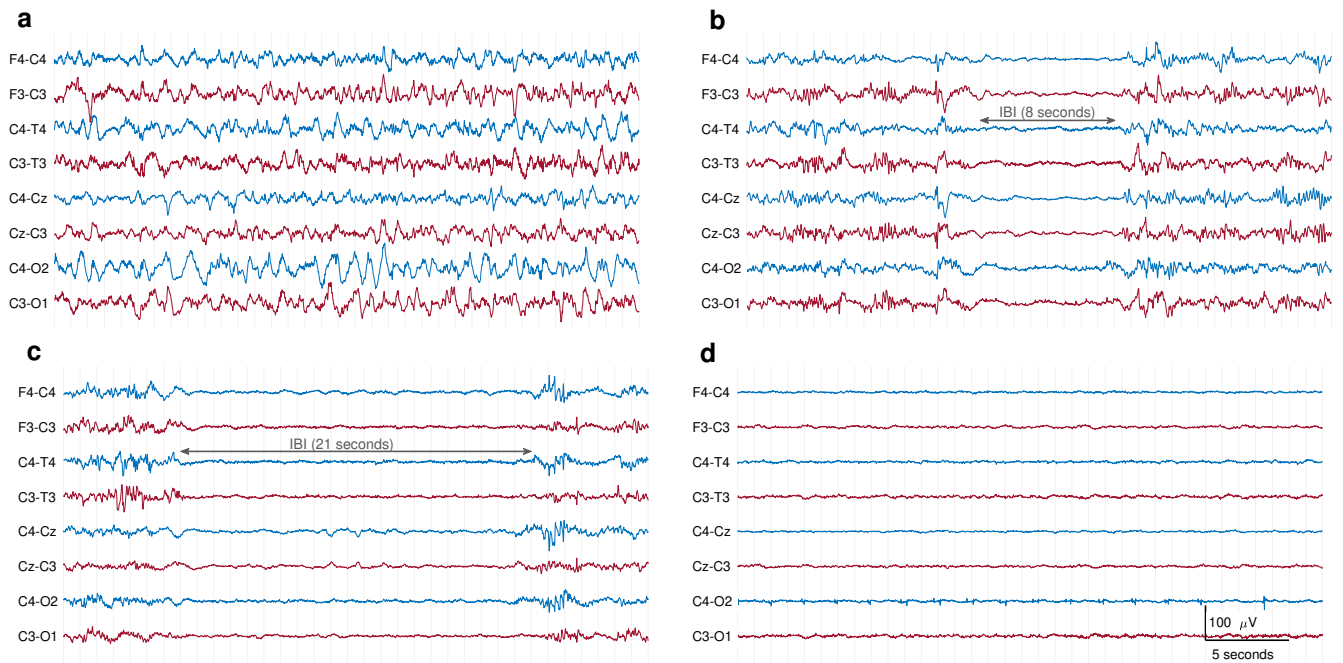 a
F4-C4
F3-C3
C4-T4
C3-T3
C4-Cz
Cz-C3
C4-O2
C3-O1
b
F4-C4
F3-C3
IBI (8 seconds)
C4-T4
C3-T3
C4-Cz
Cz-C3
C4-O2
C3-O1
c
F4-C4
F3-C3
IBI (21 seconds)
C4-T4
C3-T3
C4-Cz
Cz-C3
C4-O2
C3-O1
d
F4-C4
F3-C3
C4-T4
C3-T3
C4-Cz
Cz-C3
C4-O2
100 μV
C3-O1
5 seconds